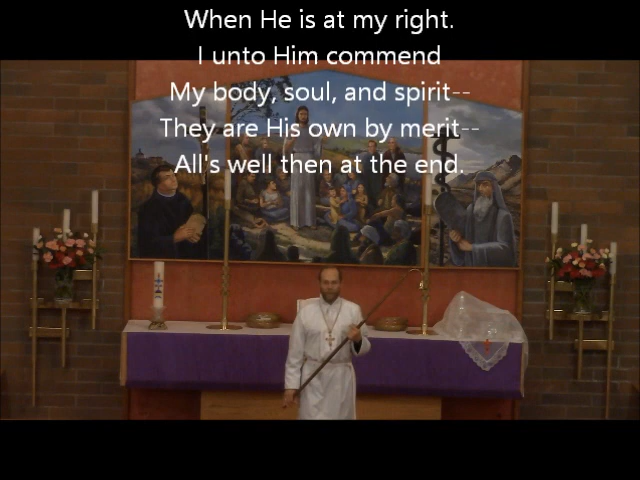 When He is at my right.
I unto Him commend
My body, soul, and spirit--
They are His own by merit--
All's well then at the end.